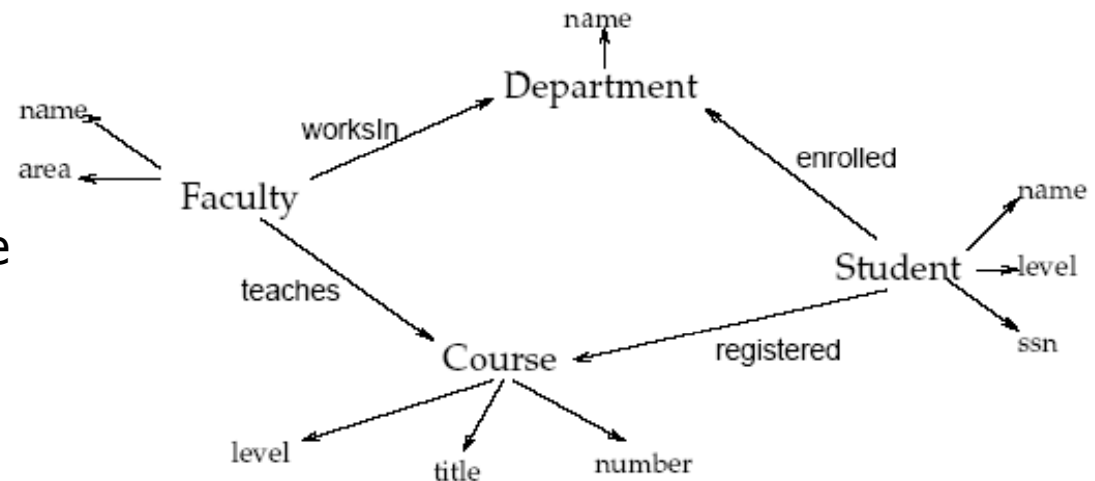 name
Department
name
worksIn
enrolled
area
Faculty
name
e
Student
level
teaches
registered
ssn
Course
level
title
number